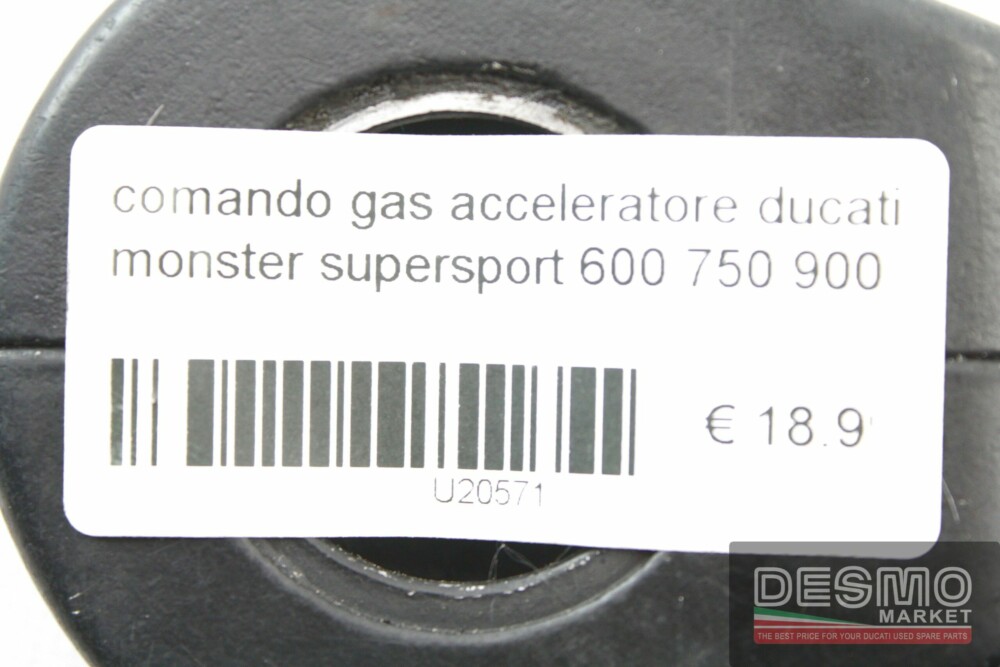 comando gas acceleratore ducati
monster supersport 600 750 900
€ 18.9
U20571
DESMO
MARKET
THE BEST PRICE FOR YOUR DUCATI USED SPARE PARTS